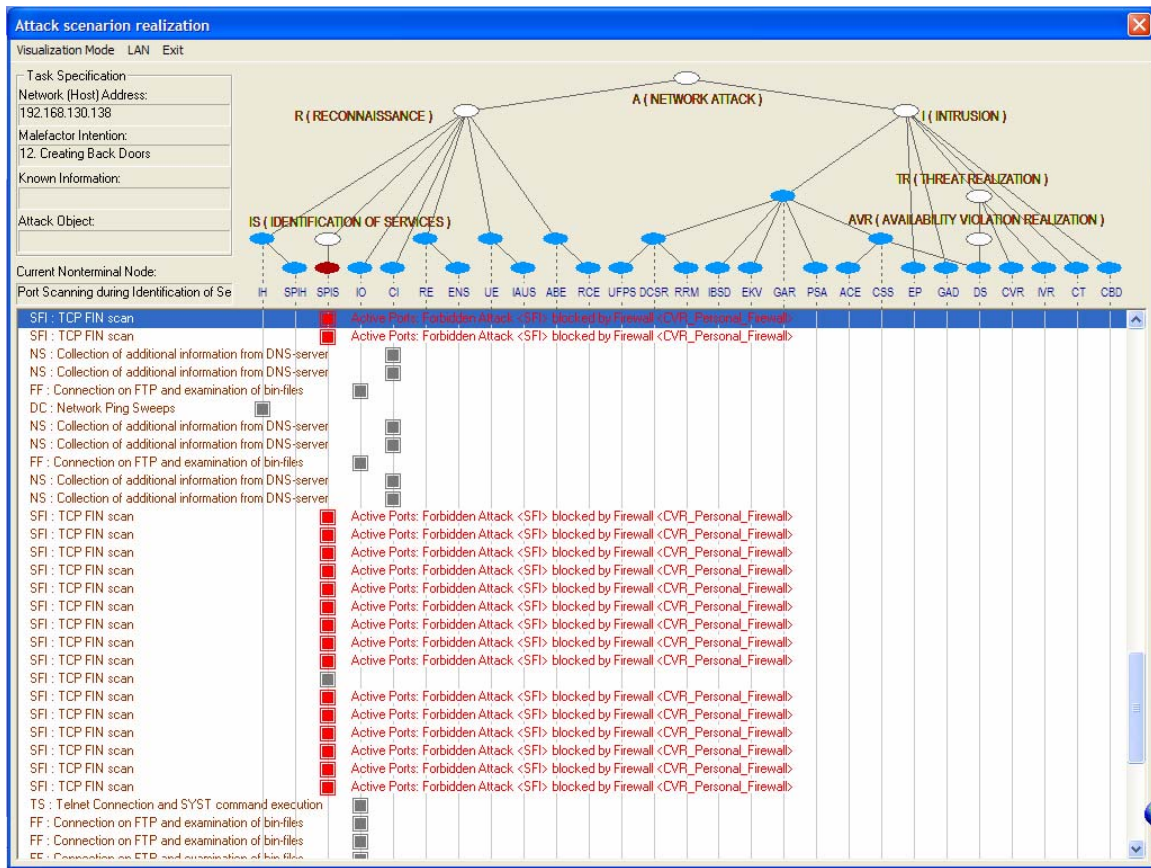 Attack scenarion realization
Visualization Mode LAN Exit
Task Specification
Network (Host) Address:
192.168.130.138
Malefactor Intention:
12. Creating Back Doors
Known Information:
Attack Object:
Current Nonterminal Node:
Port Scanning during Identification of Se
A ( NETWORK ATTACK )
R ( RECONNAISSANCE )
I ( INTRUSION )
TR ( THREAT REALIZATION )
IS ( IDENTIFICATION OF SERVICES )
AVR ( AVAILABILITY VIOLATION REALIZATION )
IH SPIH SPIS IO CI RE ENS UE IAUS ABE RCE UFPS DCSR RRM IBSD EKV GAR PSA ACE CSS EP GAD DS CVR IVR CT CBD
SFI : TCP FIN scan Active Ports: Forbidden Attack <SFI> blocked by Firewall <CVR_Personal_Firewall>
SFI : TCP FIN scan Active Ports: Forbidden Attack <SFI> blocked by Firewall <CVR_Personal_Firewall>
NS : Collection of additional information from DNS-server
NS : Collection of additional information from DNS-server
FF : Connection on FTP and examination of bin-files
DC : Network Ping Sweeps
NS : Collection of additional information from DNS-server
NS : Collection of additional information from DNS-server
FF : Connection on FTP and examination of bin-files
NS : Collection of additional information from DNS-server
NS : Collection of additional information from DNS-server
SFI : TCP FIN scan Active Ports: Forbidden Attack <SFI> blocked by Firewall <CVR_Personal_Firewall>
SFI : TCP FIN scan Active Ports: Forbidden Attack <SFI> blocked by Firewall <CVR_Personal_Firewall>
SFI : TCP FIN scan Active Ports: Forbidden Attack <SFI> blocked by Firewall <CVR_Personal_Firewall>
SFI : TCP FIN scan Active Ports: Forbidden Attack <SFI> blocked by Firewall <CVR_Personal_Firewall>
SFI : TCP FIN scan Active Ports: Forbidden Attack <SFI> blocked by Firewall <CVR_Personal_Firewall>
SFI : TCP FIN scan Active Ports: Forbidden Attack <SFI> blocked by Firewall <CVR_Personal_Firewall>
SFI : TCP FIN scan Active Ports: Forbidden Attack <SFI> blocked by Firewall <CVR_Personal_Firewall>
SFI : TCP FIN scan Active Ports: Forbidden Attack <SFI> blocked by Firewall <CVR_Personal_Firewall>
SFI : TCP FIN scan Active Ports: Forbidden Attack <SFI> blocked by Firewall <CVR_Personal_Firewall>
SFI : TCP FIN scan
SFI : TCP FIN scan Active Ports: Forbidden Attack <SFI> blocked by Firewall <CVR_Personal_Firewall>
SFI : TCP FIN scan Active Ports: Forbidden Attack <SFI> blocked by Firewall <CVR_Personal_Firewall>
SFI : TCP FIN scan Active Ports: Forbidden Attack <SFI> blocked by Firewall <CVR_Personal_Firewall>
SFI : TCP FIN scan Active Ports: Forbidden Attack <SFI> blocked by Firewall <CVR_Personal_Firewall>
SFI : TCP FIN scan Active Ports: Forbidden Attack <SFI> blocked by Firewall <CVR_Personal_Firewall>
SFI : TCP FIN scan Active Ports: Forbidden Attack <SFI> blocked by Firewall <CVR_Personal_Firewall>
TS : Telnet Connection and SYST command execution
FF : Connection on FTP and examination of bin-files
FF : Connection on FTP and examination of bin-files
FF : Connection on FTP and examination of bin-files